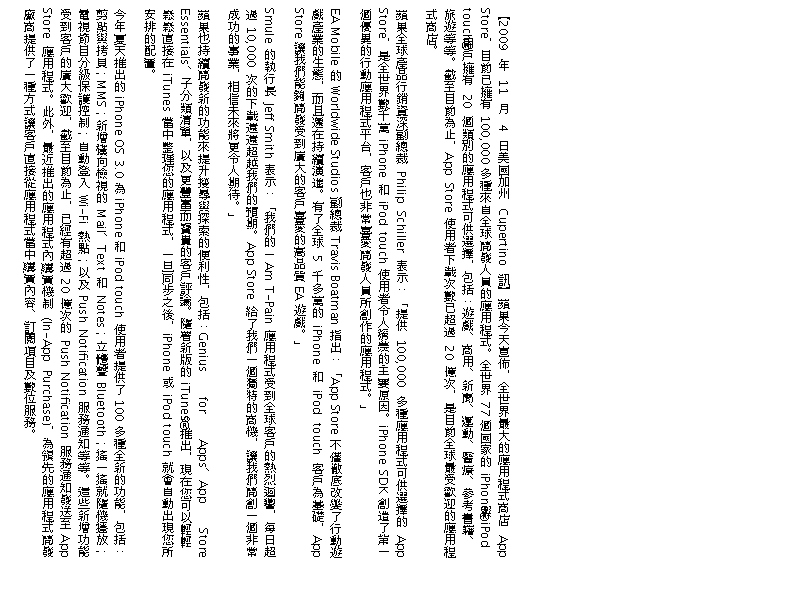 【2009 年 11 月 4 日美國加州 Cupertino 訊】蘋果今天宣佈，全世界最大的應用程式商店 App
Store，目前已擁有 100,000 多種來自全球開發人員的應用程式。全世界 77 個國家的 iPhone與iPod
touch用戶擁有 20 個類別的應用程式可供選擇，包括：遊戲、商用、新聞、運動、醫療、參考書籍、
旅遊等等。截至目前為止，App Store 使用者下載次數已超過 20 億次，是目前全球最受歡迎的應用程
式商店。
蘋果全球產品行銷資深副總裁 Philip Schiller 表示：「提供 100,000 多種應用程式可供選擇的 App
Store，是全世界數千萬 iPhone 和 iPod touch 使用者令人讚賞的主要原因。iPhone SDK 創造了第一
個優異的行動應用程式平台，客戶也非常喜愛開發人員所創作的應用程式。」
EA Mobile 的 Worldwide Studios 副總裁 Travis Boatman 指出：「App Store 不僅徹底改變了行動遊
戲產業的生態，而且還在持續演進。有了全球 5 千多萬的 iPhone 和 iPod touch 客戶為基礎，App
Store 讓我們能夠開發受到廣大的客戶喜愛的高品質 EA 遊戲。」
Smule 的執行長 Jeff Smith 表示：「我們的 I Am T-Pain 應用程式受到全球客戶的熱烈迴響，每日超
過 10,000 次的下載遠遠超越我們的預期。App Store 給了我們一個獨特的商機，讓我們開創一個非常
成功的事業，相信未來將更令人期待。」
蘋果也持續開發新的功能來提升搜尋與探索的便利性，包括：Genius for Apps、App Store
Essentials、子分類清單，以及更豐富而寶貴的客戶評論。隨著新版的 iTunes®推出，現在您可以輕輕
鬆鬆直接在 iTunes 當中整理您的應用程式，一旦同步之後，iPhone 或 iPod touch 就會自動出現您所
安排的配置。
今年夏天推出的 iPhone OS 3.0 為 iPhone 和 iPod touch 使用者提供了 100 多種全新的功能，包括：
剪貼與拷貝；MMS；新增橫向檢視的 Mail、Text 和 Notes；立體聲 Bluetooth；搖一搖就隨機播放；
電視節目分級保護控制；自動登入 Wi-Fi 熱點；以及 Push Notification 服務通知等等。這些新增功能
受到客戶的廣大歡迎，截至目前為止，已經有超過 20 億次的 Push Notification 服務通知發送至 App
Store 應用程式。此外，最近推出的應用程式內購買機制 (In-App Purchase)，為領先的應用程式開發
廠商提供了一種方式讓客戶直接從應用程式當中購買內容、訂閱項目及數位服務。